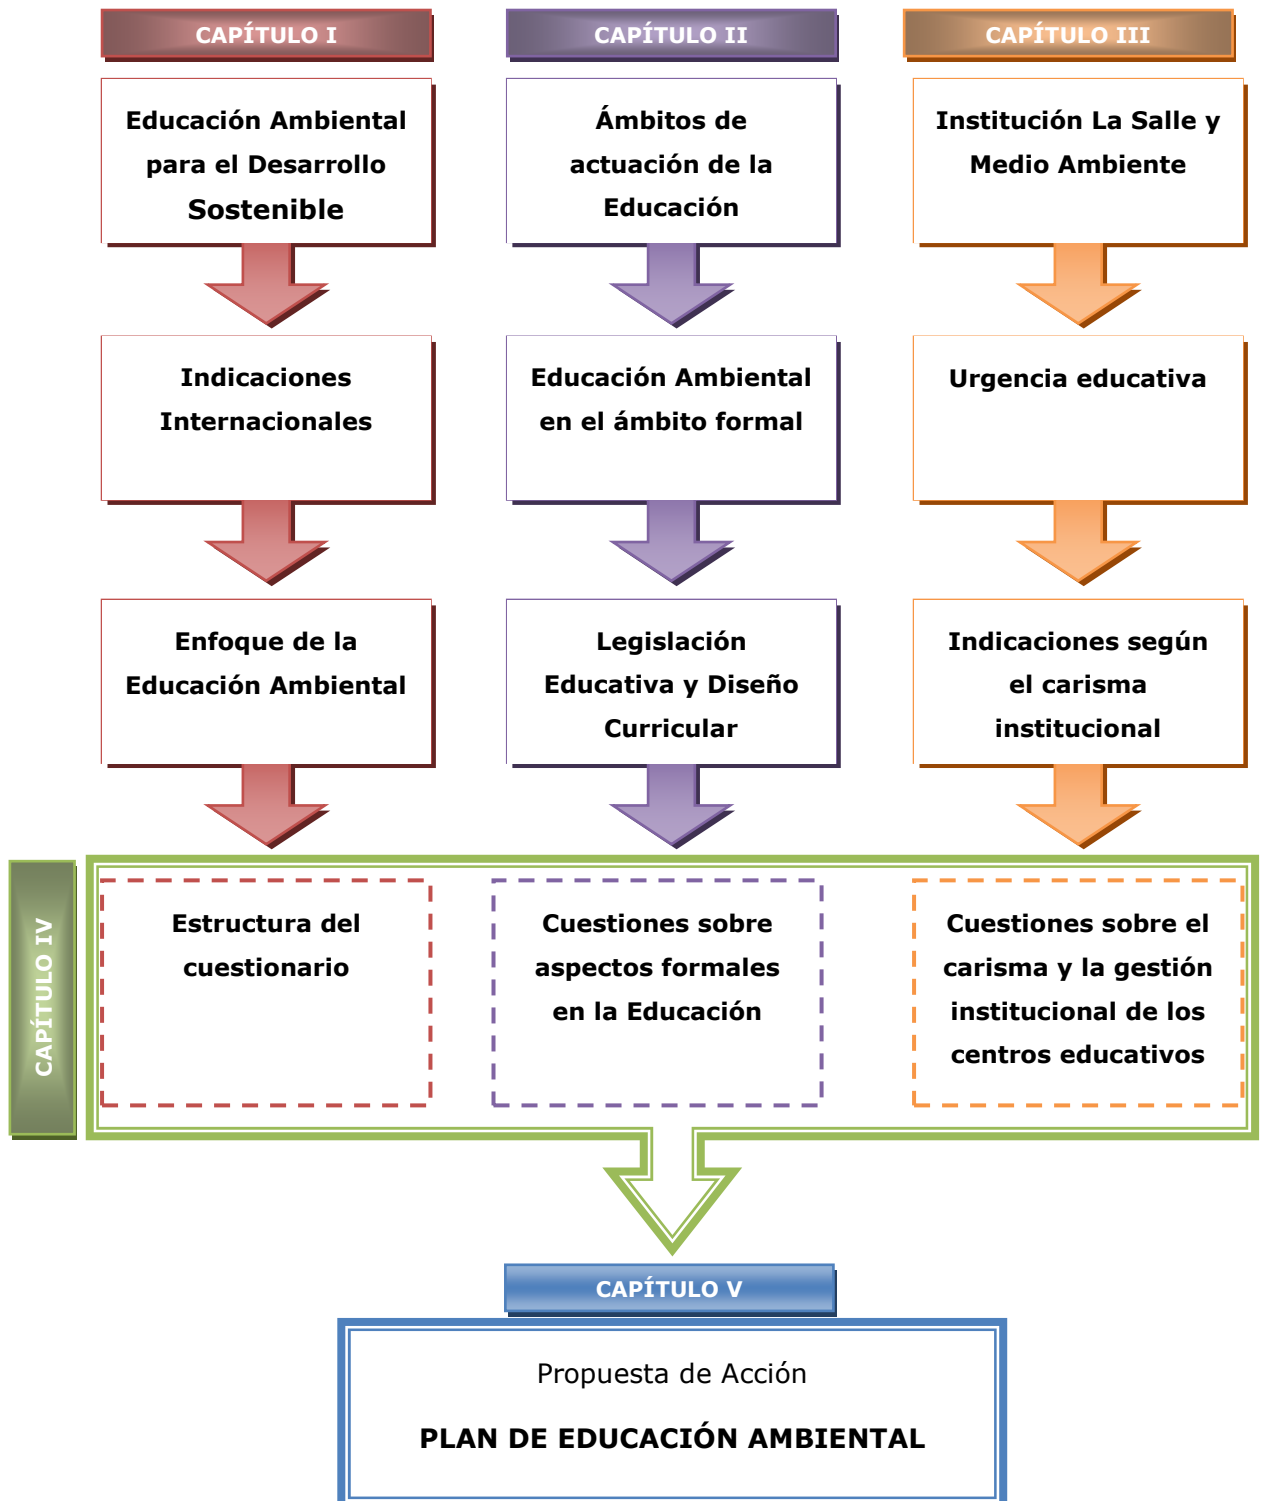 CAPÍTULO I
Educación Ambiental
para el Desarrollo
Sostenible
Indicaciones
Internacionales
Enfoque de la
Educación Ambiental
CAPÍTULO II
Ámbitos de
actuación de la
Educación
Educación Ambiental
en el ámbito formal
Legislación
Educativa y Diseño
Curricular
CAPÍTULO III
Institución La Salle y
Medio Ambiente
Urgencia educativa
Indicaciones según
el carisma
institucional
CAPÍTULO IV
Estructura del
cuestionario
Cuestiones sobre
aspectos formales
en la Educación
Cuestiones sobre el
carisma y la gestión
institucional de los
centros educativos
CAPÍTULO V
Propuesta de Acción
PLAN DE EDUCACIÓN AMBIENTAL